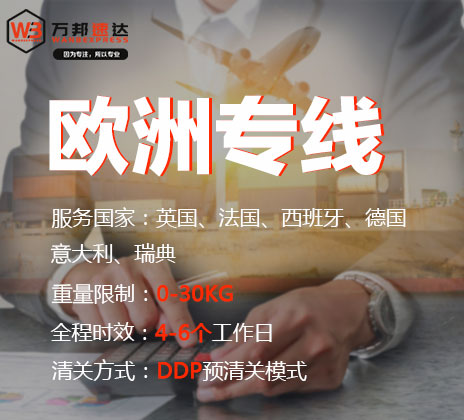 WB 万邦速达
WANB EXPRESS
因为专注，所以专业
欧洲专线
服务国家：英国、法国、西班牙、德国
意大利、瑞典
重量限制：0-30KG
全程时效：4-6个工作日
清关方式：DDP预清关模式